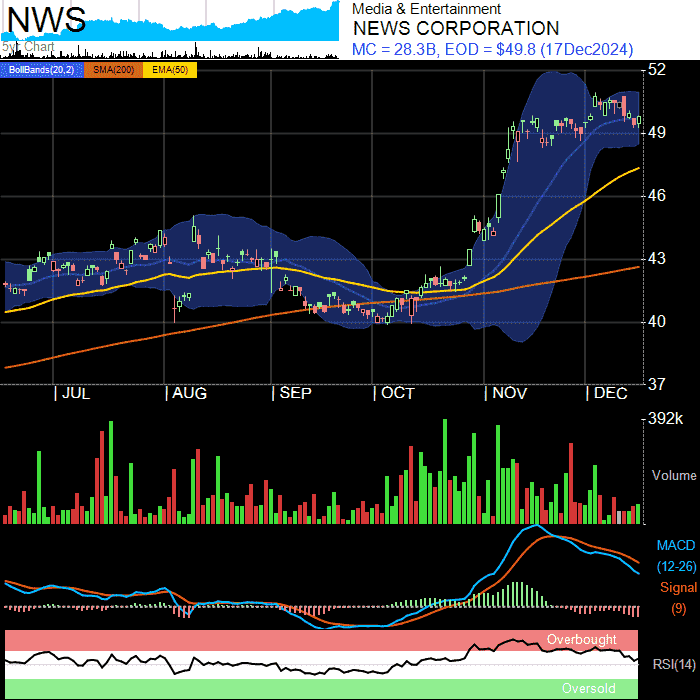 NWS
5yr Chart
Media & Entertainment
NEWS CORPORATION
MC = 28.3B, EOD = $49.8 (17Dec2024)
BollBands(20,2) SMA(200) EMA(50)
52
49
46
43
40
37
| JUL | AUG | SEP | OCT | NOV | DEC
392k
Volume
MACD
(12-26)
Signal
(9)
Overbought
RSI(14)
Oversold